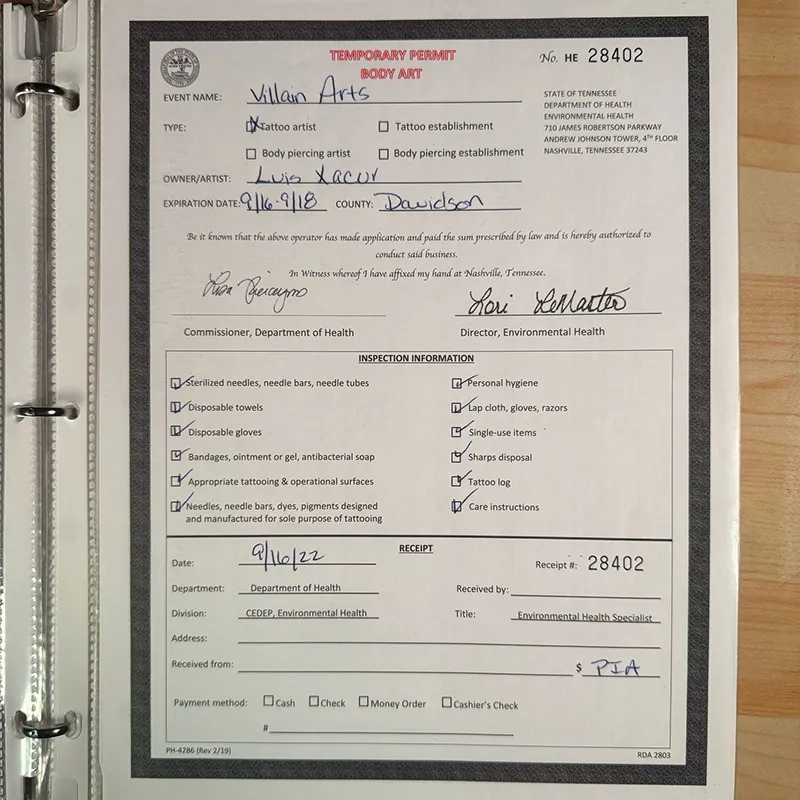 TEMPORARY PERMIT
BODY ART
No. HE 28402
EVENT NAME: Villain Arts
STATE OF TENNESSEE
DEPARTMENT OF HEALTH
ENVIRONMENTAL HEALTH
710 JAMES ROBERTSON PARKWAY
ANDREW JOHNSON TOWER, 4TH FLOOR
NASHVILLE, TENNESSEE 37243
TYPE: Tattoo artist Tattoo establishment
Body piercing artist Body piercing establishment
OWNER/ARTIST: Luis Xacur
EXPIRATION DATE: 9/16-9/18 COUNTY: Davidson
Be it known that the above operator has made application and paid the sum prescribed by law and is hereby authorized to
conduct said business.
In Witness whereof I have affixed my hand at Nashville, Tennessee.
Lisa Lori LeMaster
Commissioner, Department of Health Director, Environmental Health
INSPECTION INFORMATION
Sterilized needles, needle bars, needle tubes Personal hygiene
Disposable towels Lap cloth, gloves, razors
Disposable gloves Single-use items
Bandages, ointment or gel, antibacterial soap Sharps disposal
Appropriate tattooing & operational surfaces Tattoo log
Needles, needle bars, dyes, pigments designed Care instructions
and manufactured for sole purpose of tattooing
RECEIPT
Date: 9/16/22 Receipt #: 28402
Department: Department of Health Received by:
Division: CEDEP, Environmental Health Title: Environmental Health Specialist
Address:
Received from: $ PIA
Payment method: Cash Check Money Order Cashier's Check
#
PH-4286 (Rev 2/19) RDA 2803